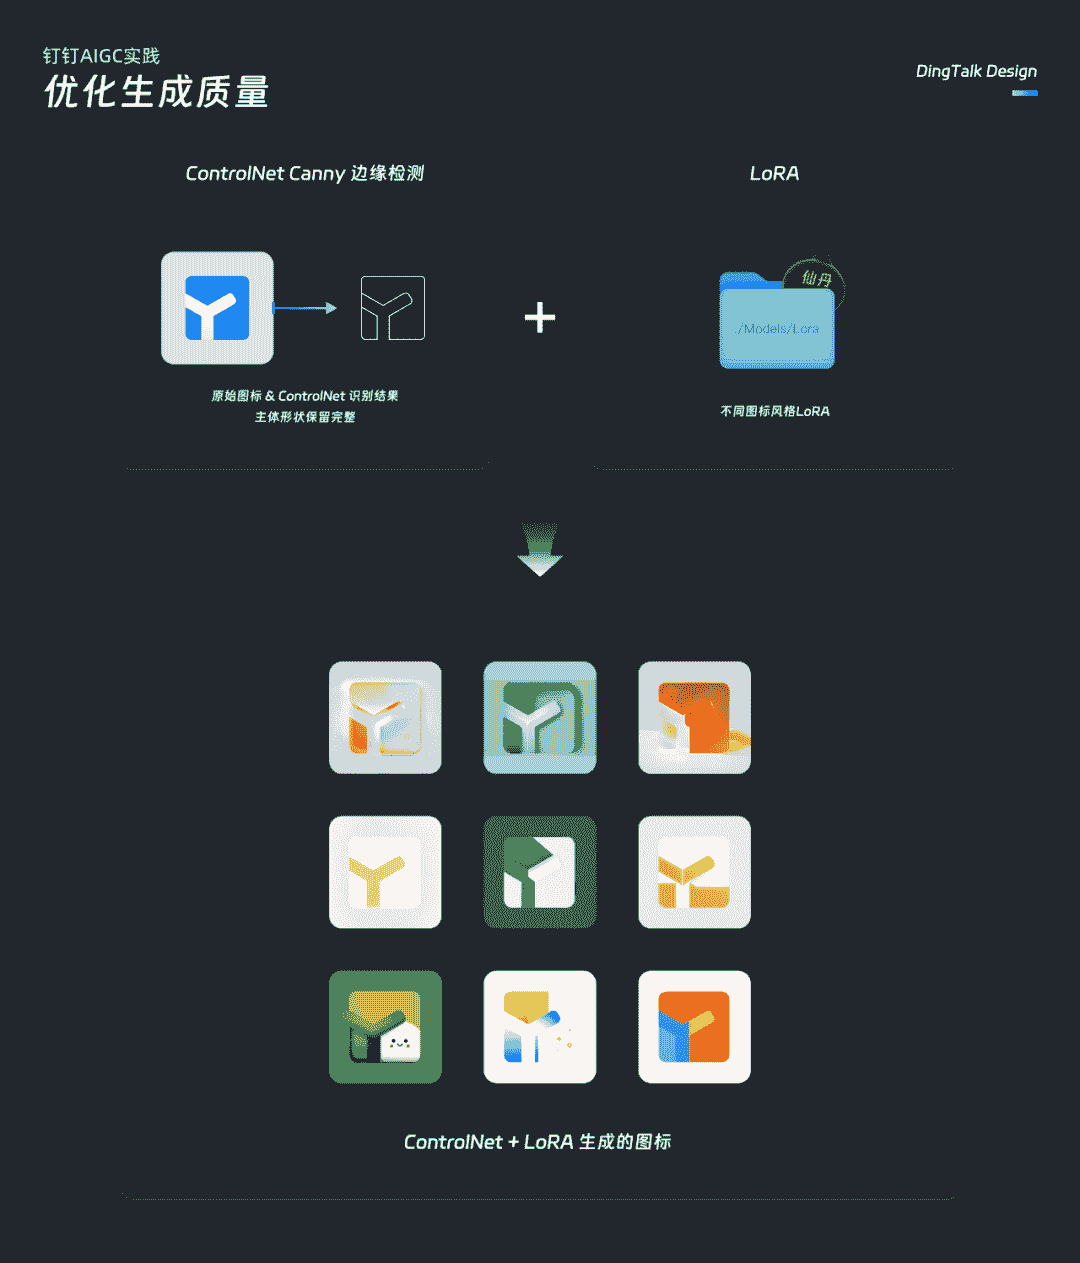 钉钉AIGC实践
优化生成质量
DingTalk Design
ControlNet Canny 边缘检测
LoRA
仙丹
./Models/Lora
原始图标 & ControlNet 识别结果
主体形状保留完整
不同图标风格LoRA
ControlNet + LoRA 生成的图标